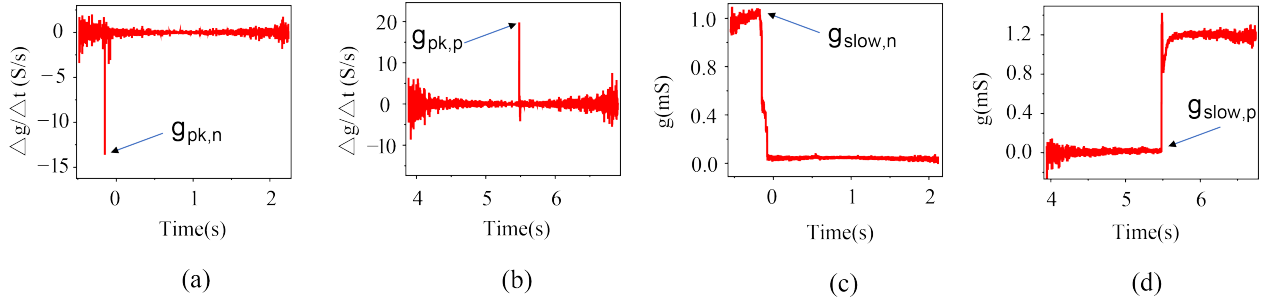 △g/△t (S/s)
0
−5
−10
−15
g_pk,n
0
1
2
Time(s)
(a)
△g/△t (S/s)
20
10
0
−10
g_pk,p
4
5
6
Time(s)
(b)
g(mS)
1.0
0.8
0.6
0.4
0.2
0.0
g_slow,n
0
1
2
Time(s)
(c)
g(mS)
1.2
0.8
0.4
0.0
g_slow,p
4
5
6
Time(s)
(d)